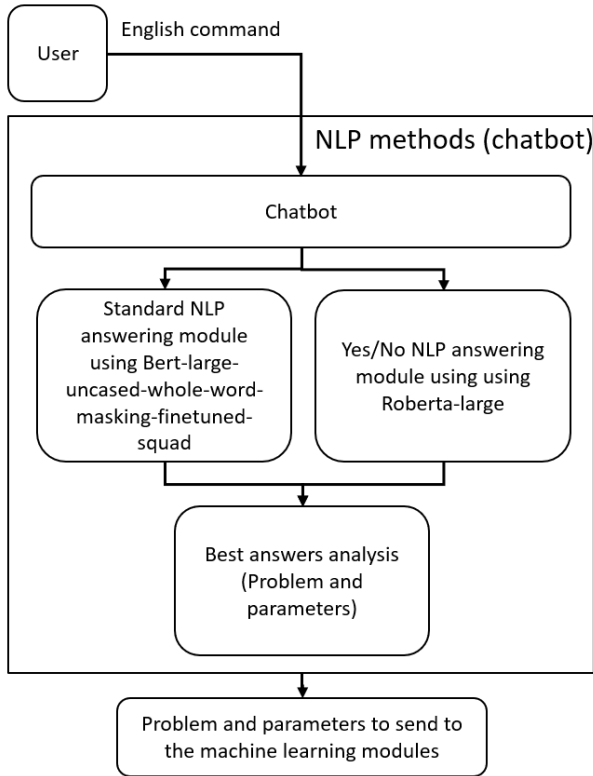 User
English command
NLP methods (chatbot)
Chatbot
Standard NLP
answering module
using Bert-large-
uncased-whole-word-
masking-finetuned-
squad
Yes/No NLP answering
module using using
Roberta-large
Best answers analysis
(Problem and
parameters)
Problem and parameters to send to
the machine learning modules